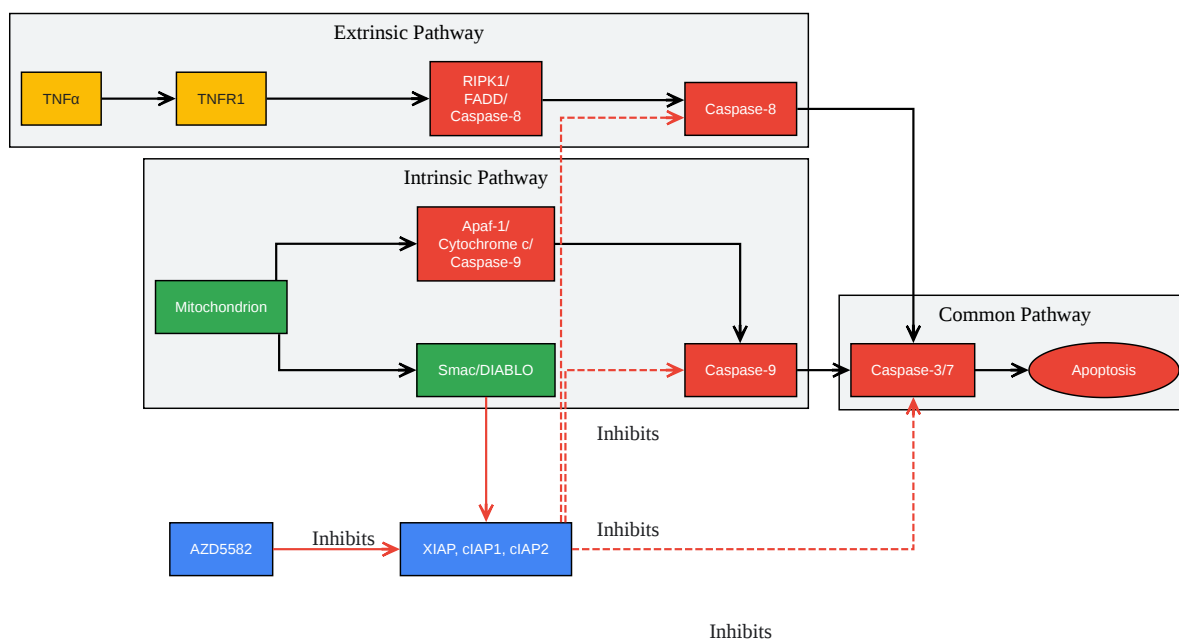 Extrinsic Pathway
TNFα
TNFR1
RIPK1/
FADD/
Caspase-8
Caspase-8
Intrinsic Pathway
Apaf-1/
Cytochrome c/
Caspase-9
Mitochondrion
Smac/DIABLO
Caspase-9
Common Pathway
Caspase-3/7
Apoptosis
Inhibits
AZD5582
Inhibits
XIAP, cIAP1, cIAP2
Inhibits
Inhibits